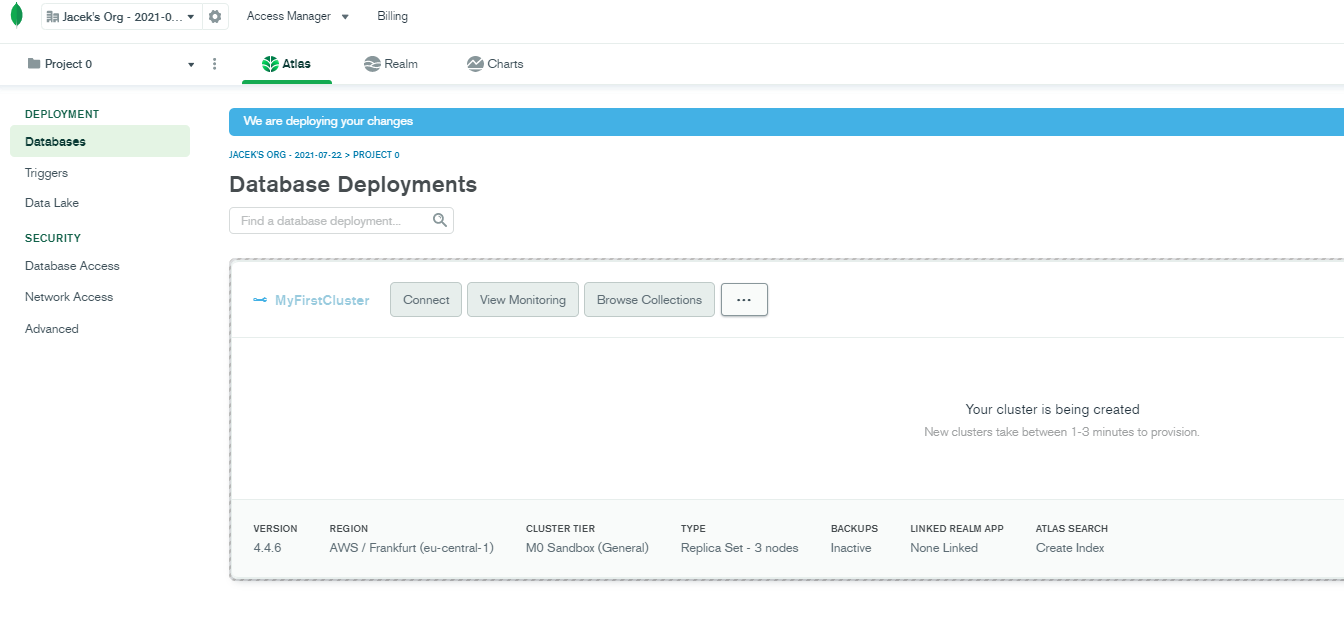 Jacek's Org - 2021-0...
Access Manager
Billing
Project 0
Atlas
Realm
Charts
DEPLOYMENT
Databases
Triggers
Data Lake
SECURITY
Database Access
Network Access
Advanced
We are deploying your changes
JACEK'S ORG - 2021-07-22 > PROJECT 0
Database Deployments
Find a database deployment...
MyFirstCluster
Connect
View Monitoring
Browse Collections
...
Your cluster is being created
New clusters take between 1-3 minutes to provision.
VERSION
4.4.6
REGION
AWS / Frankfurt (eu-central-1)
CLUSTER TIER
M0 Sandbox (General)
TYPE
Replica Set - 3 nodes
BACKUPS
Inactive
LINKED REALM APP
None Linked
ATLAS SEARCH
Create Index